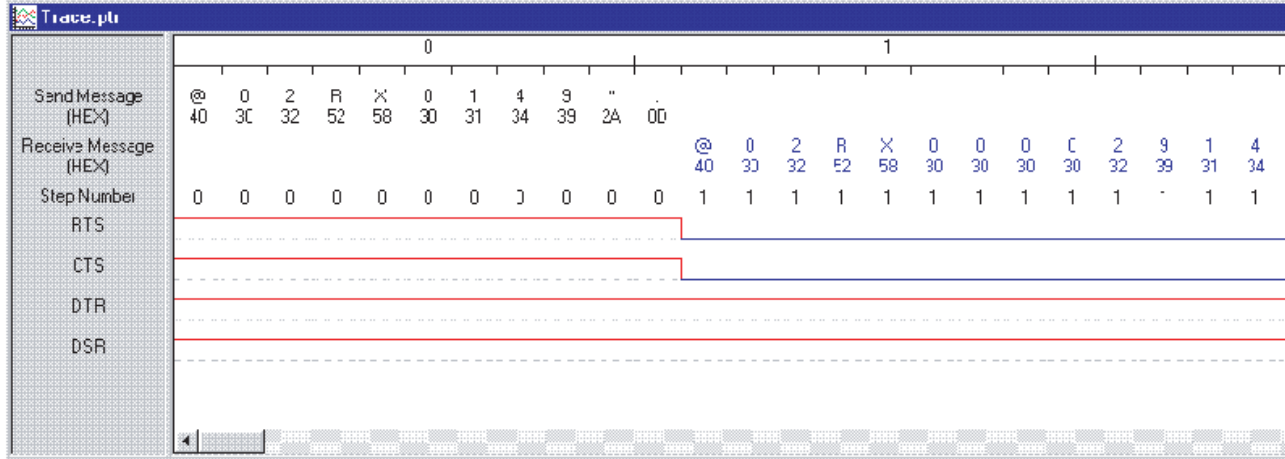 Trace.ptr
0 1
Send Message @ 0 2 R X 0 1 4 9 * .
(HEX) 40 30 32 52 58 30 31 34 39 2A 0D
Receive Message @ 0 2 R X 0 0 0 0 2 9 1 4
(HEX) 40 30 32 52 58 30 30 30 30 32 39 31 34
Step Number 0 0 0 0 0 0 0 0 0 0 0 1 1 1 1 1 1 1 1 1 1 1 1 1
RTS
CTS
DTR
DSR